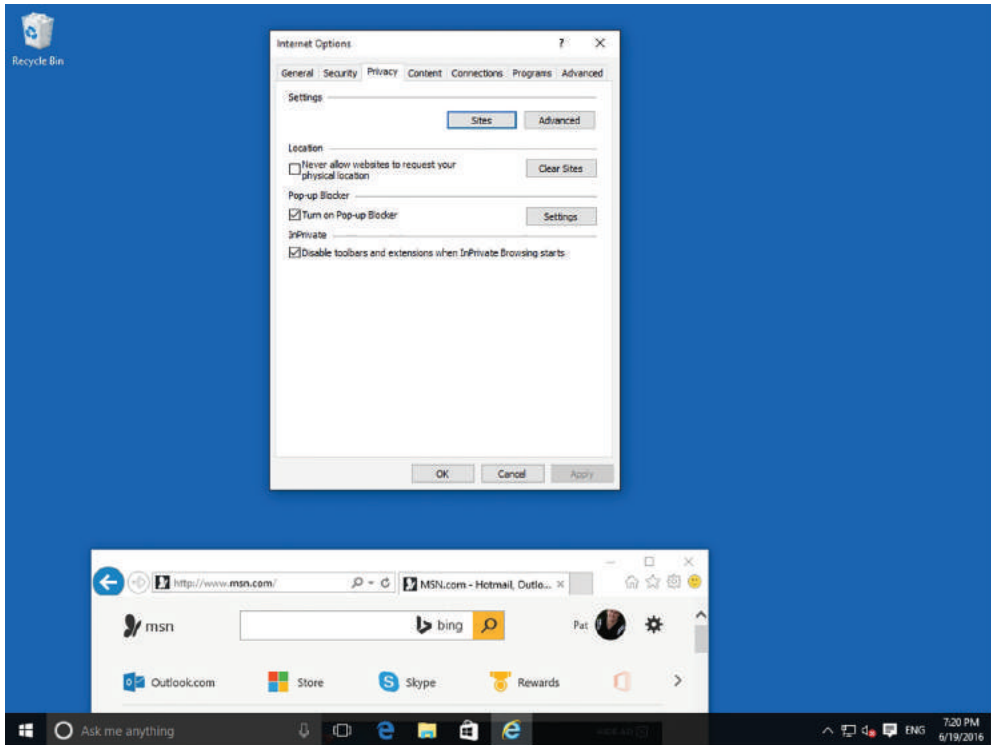 Recycle Bin
Internet Options
?
General Security Privacy Content Connections Programs Advanced
Settings
Sites Advanced
Location
Never allow websites to request your
physical location
Clear Sites
Pop-up Blocker
Turn on Pop-up Blocker
Settings
InPrivate
Disable toolbars and extensions when InPrivate Browsing starts
OK Cancel Apply
http://www.msn.com/
MSN.com - Hotmail, Outlo...
msn
bing
Pat
Outlook.com Store Skype Rewards
Ask me anything
ENG
7:20 PM
6/19/2016